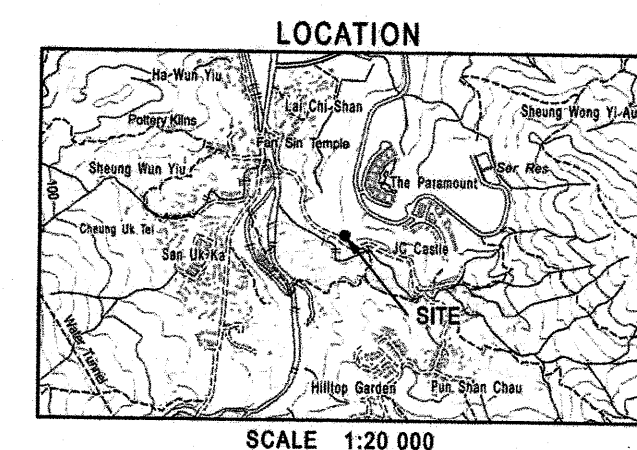 LOCATION
Ha Wun Yiu
Lai Chi Shan
Sheung Wong Yi Au
Pottery Kilns
Fan Sin Temple
Sheung Wun Yiu
The Paramount
Ser Res
100
Cheung Uk Tei
San Uk Ka
JC Castle
SITE
Water Tunnel
Hilltop Garden
Pun Shan Chau
SCALE 1:20 000